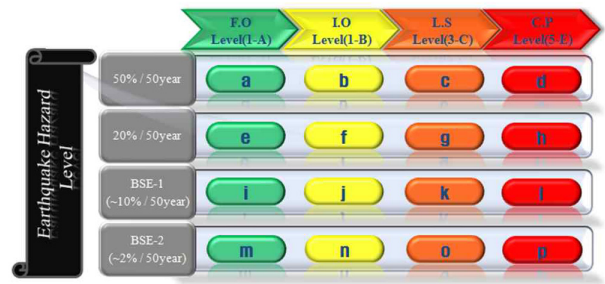 F.O
Level(1-A)
I.O
Level(1-B)
L.S
Level(3-C)
C.P
Level(5-E)
Earthquake Hazard
Level
50% / 50year
a
b
c
d
20% / 50year
e
f
g
h
BSE-1
(~10% / 50year)
i
j
k
l
BSE-2
(~2% / 50year)
m
n
o
p